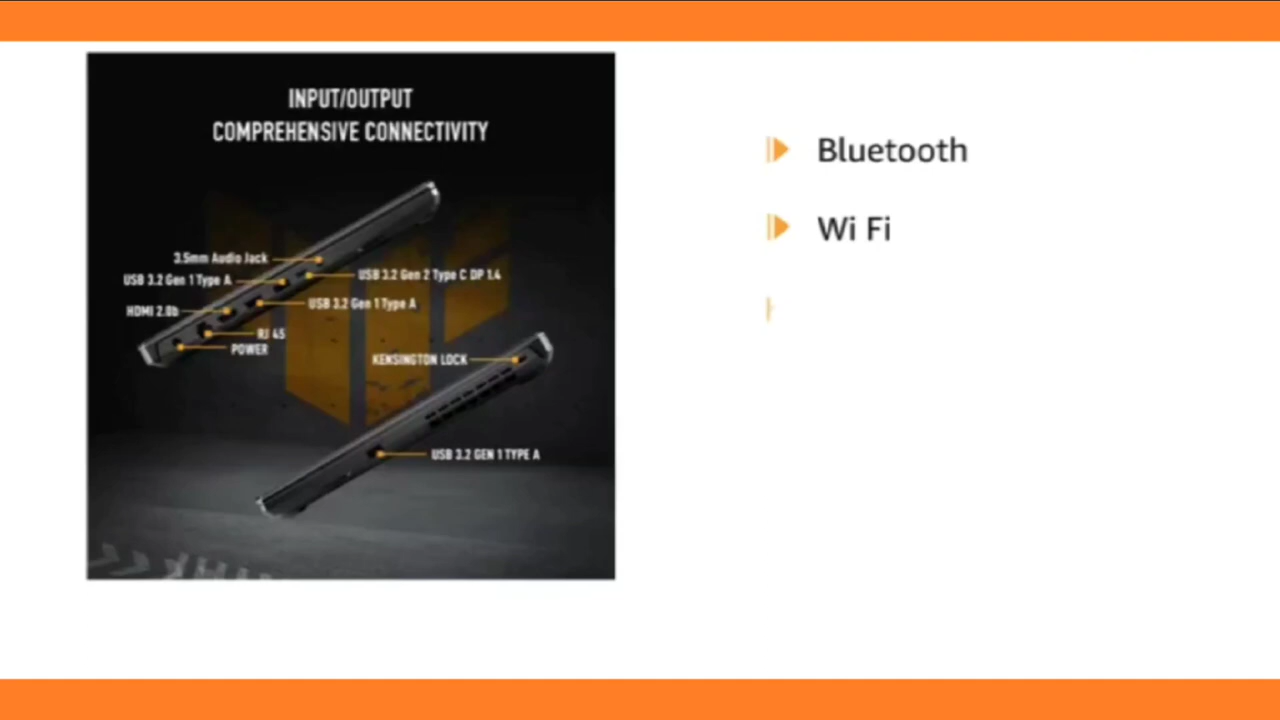 INPUT/OUTPUT
COMPREHENSIVE CONNECTIVITY
3.5mm Audio Jack
USB 3.2 Gen 1 Type A
USB 3.2 Gen 2 Type C DP 1.4
HDMI 2.0b
USB 3.2 Gen 1 Type A
RJ 45
POWER
KENSINGTON LOCK
USB 3.2 GEN 1 TYPE A
Bluetooth
Wi Fi